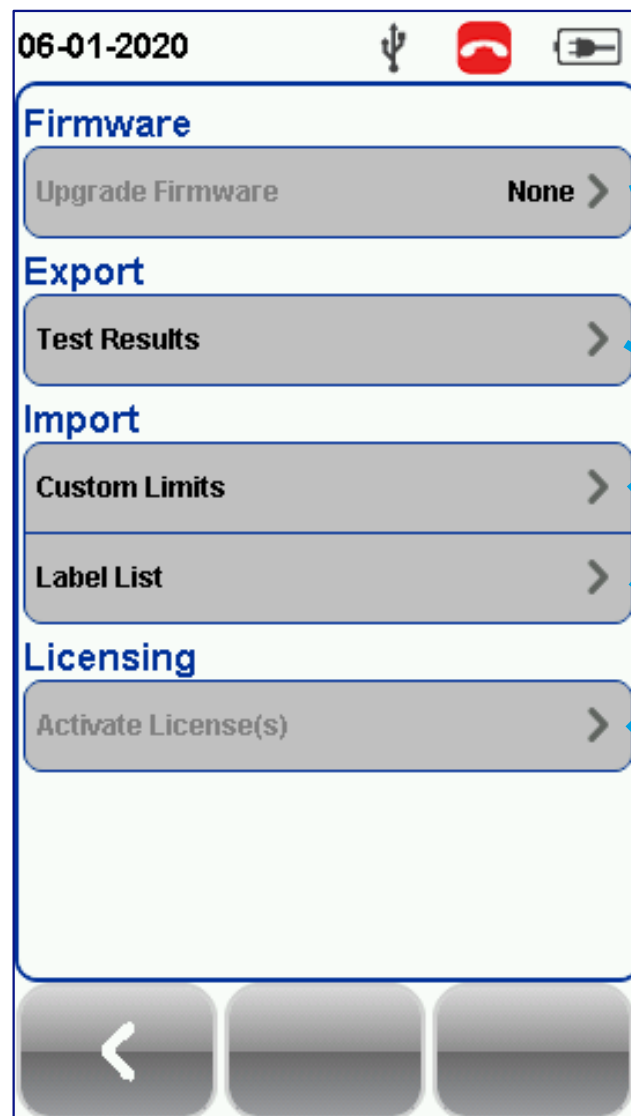 06-01-2020
Firmware
Upgrade Firmware None
Export
Test Results
Import
Custom Limits
Label List
Licensing
Activate License(s)